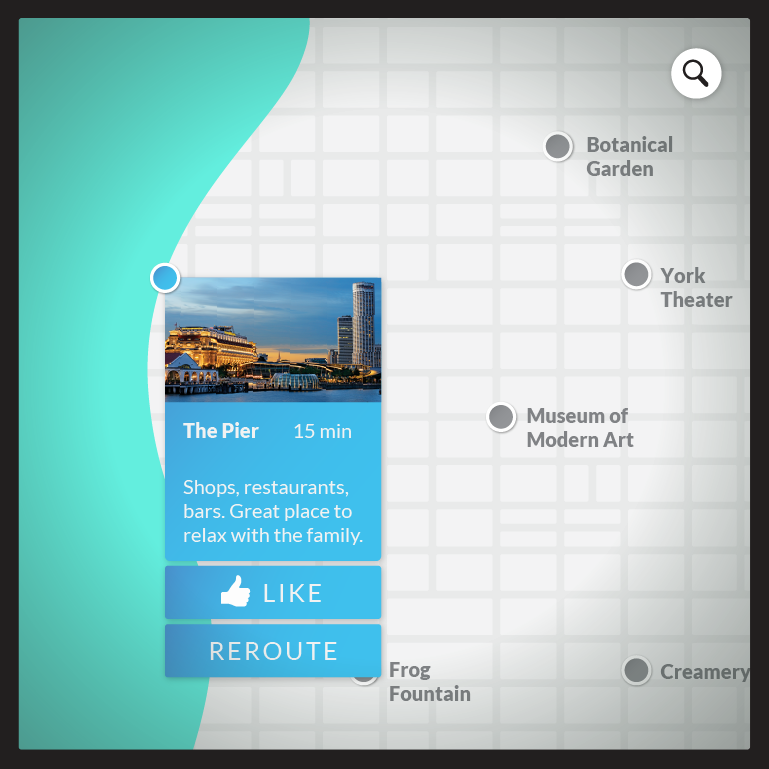 Botanical
Garden
York
Theater
Museum of
Modern Art
The Pier 15 min
Shops, restaurants,
bars. Great place to
relax with the family.
LIKE
REROUTE
Frog
Fountain
Creamery